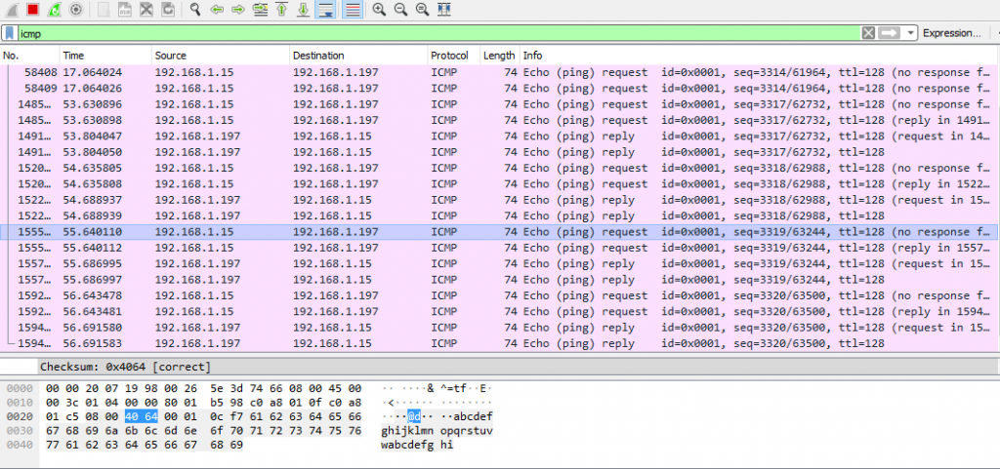 icmp Expression...
No. Time Source Destination Protocol Length Info
58408 17.064024 192.168.1.15 192.168.1.197 ICMP 74 Echo (ping) request id=0x0001, seq=3314/61964, ttl=128 (no response f…
58409 17.064026 192.168.1.15 192.168.1.197 ICMP 74 Echo (ping) request id=0x0001, seq=3314/61964, ttl=128 (no response f…
1485… 53.630896 192.168.1.15 192.168.1.197 ICMP 74 Echo (ping) request id=0x0001, seq=3317/62732, ttl=128 (no response f…
1485… 53.630898 192.168.1.15 192.168.1.197 ICMP 74 Echo (ping) request id=0x0001, seq=3317/62732, ttl=128 (reply in 1491…
1491… 53.804047 192.168.1.197 192.168.1.15 ICMP 74 Echo (ping) reply id=0x0001, seq=3317/62732, ttl=128 (request in 14…
1491… 53.804050 192.168.1.197 192.168.1.15 ICMP 74 Echo (ping) reply id=0x0001, seq=3317/62732, ttl=128
1520… 54.635805 192.168.1.15 192.168.1.197 ICMP 74 Echo (ping) request id=0x0001, seq=3318/62988, ttl=128 (no response f…
1520… 54.635808 192.168.1.15 192.168.1.197 ICMP 74 Echo (ping) request id=0x0001, seq=3318/62988, ttl=128 (reply in 1522…
1522… 54.688937 192.168.1.197 192.168.1.15 ICMP 74 Echo (ping) reply id=0x0001, seq=3318/62988, ttl=128 (request in 15…
1522… 54.688939 192.168.1.197 192.168.1.15 ICMP 74 Echo (ping) reply id=0x0001, seq=3318/62988, ttl=128
1555… 55.640110 192.168.1.15 192.168.1.197 ICMP 74 Echo (ping) request id=0x0001, seq=3319/63244, ttl=128 (no response f…
1555… 55.640112 192.168.1.15 192.168.1.197 ICMP 74 Echo (ping) request id=0x0001, seq=3319/63244, ttl=128 (reply in 1557…
1557… 55.686995 192.168.1.197 192.168.1.15 ICMP 74 Echo (ping) reply id=0x0001, seq=3319/63244, ttl=128 (request in 15…
1557… 55.686997 192.168.1.197 192.168.1.15 ICMP 74 Echo (ping) reply id=0x0001, seq=3319/63244, ttl=128
1592… 56.643478 192.168.1.15 192.168.1.197 ICMP 74 Echo (ping) request id=0x0001, seq=3320/63500, ttl=128 (no response f…
1592… 56.643481 192.168.1.15 192.168.1.197 ICMP 74 Echo (ping) request id=0x0001, seq=3320/63500, ttl=128 (reply in 1594…
1594… 56.691580 192.168.1.197 192.168.1.15 ICMP 74 Echo (ping) reply id=0x0001, seq=3320/63500, ttl=128 (request in 15…
1594… 56.691583 192.168.1.197 192.168.1.15 ICMP 74 Echo (ping) reply id=0x0001, seq=3320/63500, ttl=128
Checksum: 0x4064 [correct]
0000 00 00 20 07 19 98 00 26 5e 3d 74 66 08 00 45 00 .. ....& ^=tf..E.
0010 00 3c 01 04 00 00 80 01 b5 98 c0 a8 01 0f c0 a8 .<...... ........
0020 01 c5 08 00 40 64 00 01 0c f7 61 62 63 64 65 66 ....@d.. ..abcdef
0030 67 68 69 6a 6b 6c 6d 6e 6f 70 71 72 73 74 75 76 ghijklmn opqrstuv
0040 77 61 62 63 64 65 66 67 68 69 wabcdefg hi